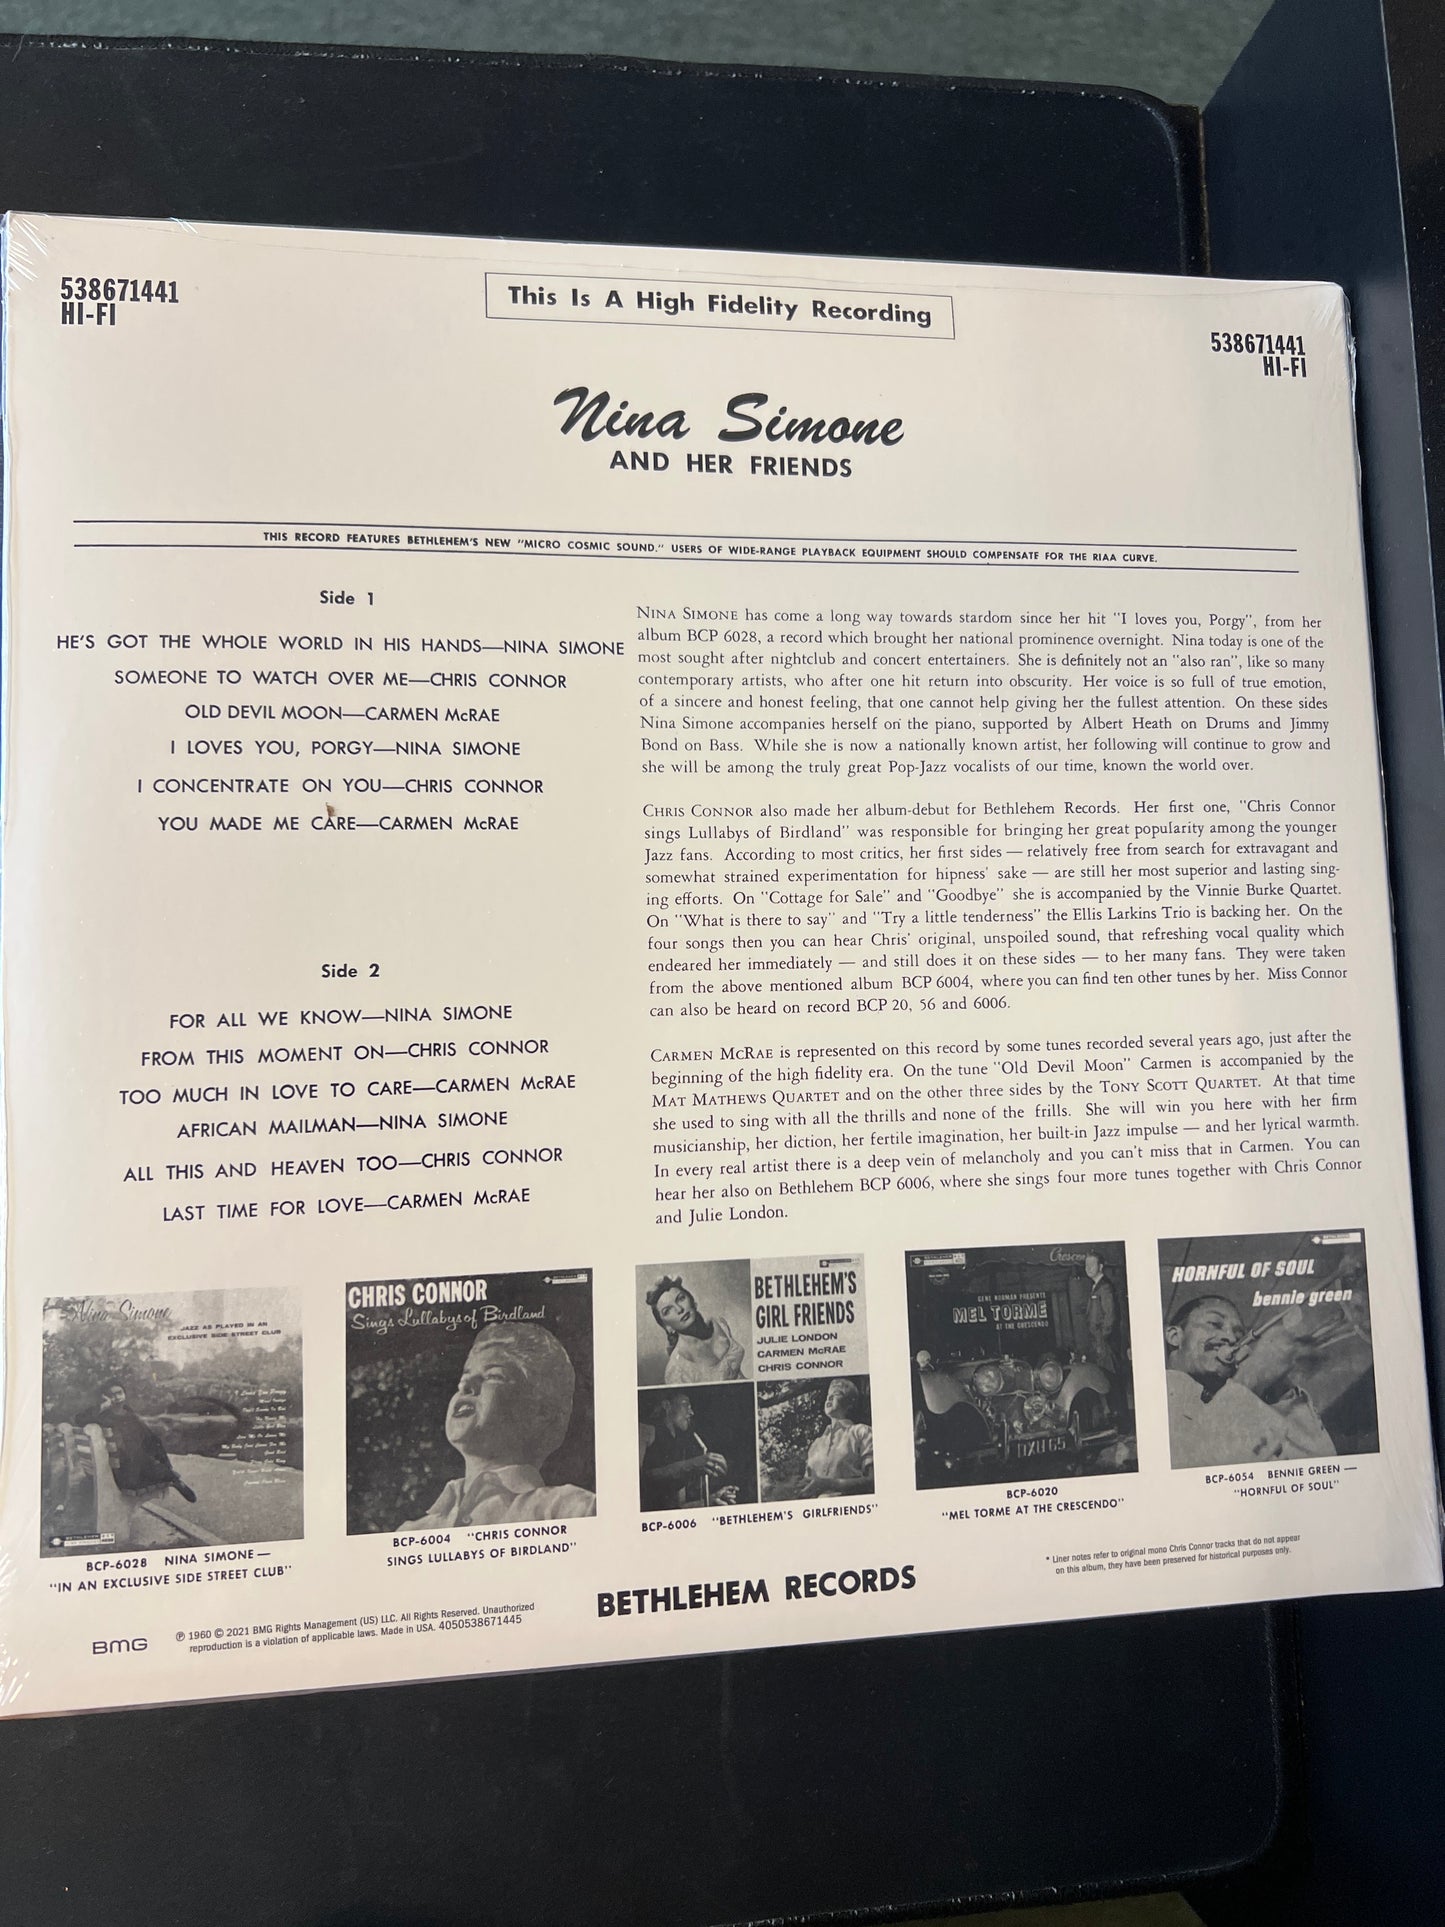 538671441
HI-FI
This Is A High Fidelity Recording
538671441
HI-FI
Nina Simone
AND HER FRIENDS
THIS RECORD FEATURES BETHLEHEM'S NEW "MICRO COSMIC SOUND." USERS OF WIDE-RANGE PLAYBACK EQUIPMENT SHOULD COMPENSATE FOR THE RIAA CURVE.
Side 1
HE'S GOT THE WHOLE WORLD IN HIS HANDS—NINA SIMONE
SOMEONE TO WATCH OVER ME—CHRIS CONNOR
OLD DEVIL MOON—CARMEN McRAE
I LOVES YOU, PORGY—NINA SIMONE
I CONCENTRATE ON YOU—CHRIS CONNOR
YOU MADE ME CARE—CARMEN McRAE
Side 2
FOR ALL WE KNOW—NINA SIMONE
FROM THIS MOMENT ON—CHRIS CONNOR
TOO MUCH IN LOVE TO CARE—CARMEN McRAE
AFRICAN MAILMAN—NINA SIMONE
ALL THIS AND HEAVEN TOO—CHRIS CONNOR
LAST TIME FOR LOVE—CARMEN McRAE
NINA SIMONE has come a long way towards stardom since her hit "I loves you, Porgy", from her
album BCP 6028, a record which brought her national prominence overnight. Nina today is one of the
most sought after nightclub and concert entertainers. She is definitely not an "also ran", like so many
contemporary artists, who after one hit return into obscurity. Her voice is so full of true emotion,
of a sincere and honest feeling, that one cannot help giving her the fullest attention. On these sides
Nina Simone accompanies herself on the piano, supported by Albert Heath on Drums and Jimmy
Bond on Bass. While she is now a nationally known artist, her following will continue to grow and
she will be among the truly great Pop-Jazz vocalists of our time, known the world over.
CHRIS CONNOR also made her album-debut for Bethlehem Records. Her first one, "Chris Connor
sings Lullabys of Birdland" was responsible for bringing her great popularity among the younger
Jazz fans. According to most critics, her first sides — relatively free from search for extravagant and
somewhat strained experimentation for hipness' sake — are still her most superior and lasting sing-
ing efforts. On "Cottage for Sale" and "Goodbye" she is accompanied by the Vinnie Burke Quartet.
On "What is there to say" and "Try a little tenderness" the Ellis Larkins Trio is backing her. On the
four songs then you can hear Chris' original, unspoiled sound, that refreshing vocal quality which
endeared her immediately — and still does it on these sides — to her many fans. They were taken
from the above mentioned album BCP 6004, where you can find ten other tunes by her. Miss Connor
can also be heard on record BCP 20, 56 and 6006.
CARMEN McRAE is represented on this record by some tunes recorded several years ago, just after the
beginning of the high fidelity era. On the tune "Old Devil Moon" Carmen is accompanied by the
MAT MATHEWS QUARTET and on the other three sides by the TONY SCOTT QUARTET. At that time
she used to sing with all the thrills and none of the frills. She will win you here with her firm
musicianship, her diction, her fertile imagination, her built-in Jazz impulse — and her lyrical warmth.
In every real artist there is a deep vein of melancholy and you can't miss that in Carmen. You can
hear her also on Bethlehem BCP 6006, where she sings four more tunes together with Chris Connor
and Julie London.
Nina Simone
JAZZ AS PLAYED IN AN
EXCLUSIVE SIDE STREET CLUB
BCP-6028 NINA SIMONE—
"IN AN EXCLUSIVE SIDE STREET CLUB"
CHRIS CONNOR
Sings Lullabys of Birdland
BCP-6004 "CHRIS CONNOR
SINGS LULLABYS OF BIRDLAND"
BETHLEHEM'S
GIRL FRIENDS
JULIE LONDON
CARMEN McRAE
CHRIS CONNOR
BCP-6006 "BETHLEHEM'S GIRLFRIENDS"
Crescendo
GENE NORMAN PRESENTS
MEL TORME
AT THE CRESCENDO
BCP-6020
"MEL TORME AT THE CRESCENDO"
HORNFUL OF SOUL
bennie green
BCP-6054 BENNIE GREEN—
"HORNFUL OF SOUL"
* Liner notes refer to original mono Chris Connor tracks that do not appear
on this album, they have been preserved for historical purposes only.
BETHLEHEM RECORDS
BMG
℗ 1960 © 2021 BMG Rights Management (US) LLC. All Rights Reserved. Unauthorized
reproduction is a violation of applicable laws. Made in USA. 4050538671445